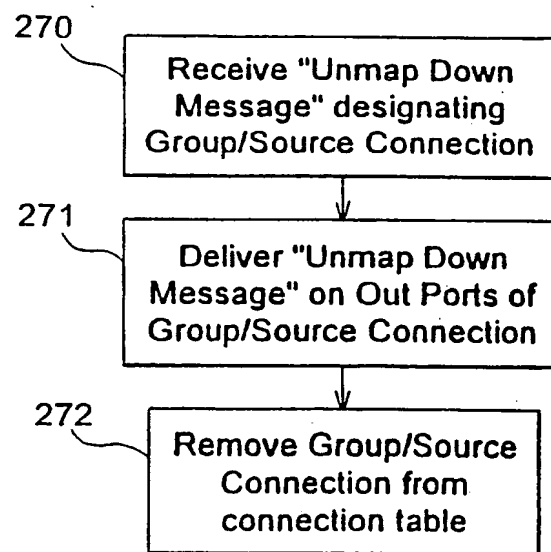 270
Receive "Unmap Down
Message" designating
Group/Source Connection
271
Deliver "Unmap Down
Message" on Out Ports of
Group/Source Connection
272
Remove Group/Source
Connection from
connection table